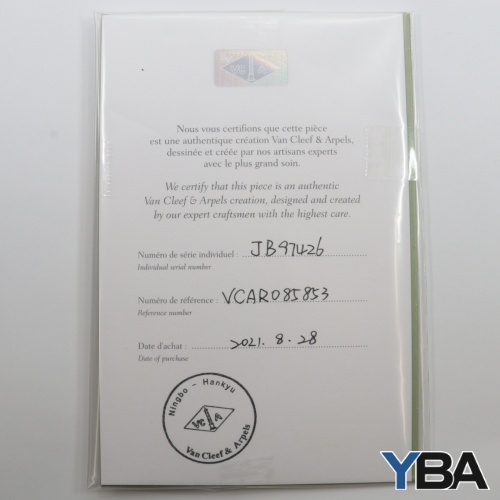 Nous vous certifions que cette pièce
est une authentique création Van Cleef & Arpels,
dessinée et créée par nos artisans experts
avec le plus grand soin.
We certify that this piece is an authentic
Van Cleef & Arpels creation, designed and created
by our expert craftsmen with the highest care.
Numéro de série individuel : JB97426
Individual serial number
Numéro de référence : VCARO85853
Reference number
Date d'achat : 2021. 8. 28
Date of purchase
Ningbo - Hankyu
Van Cleef & Arpels
YBA